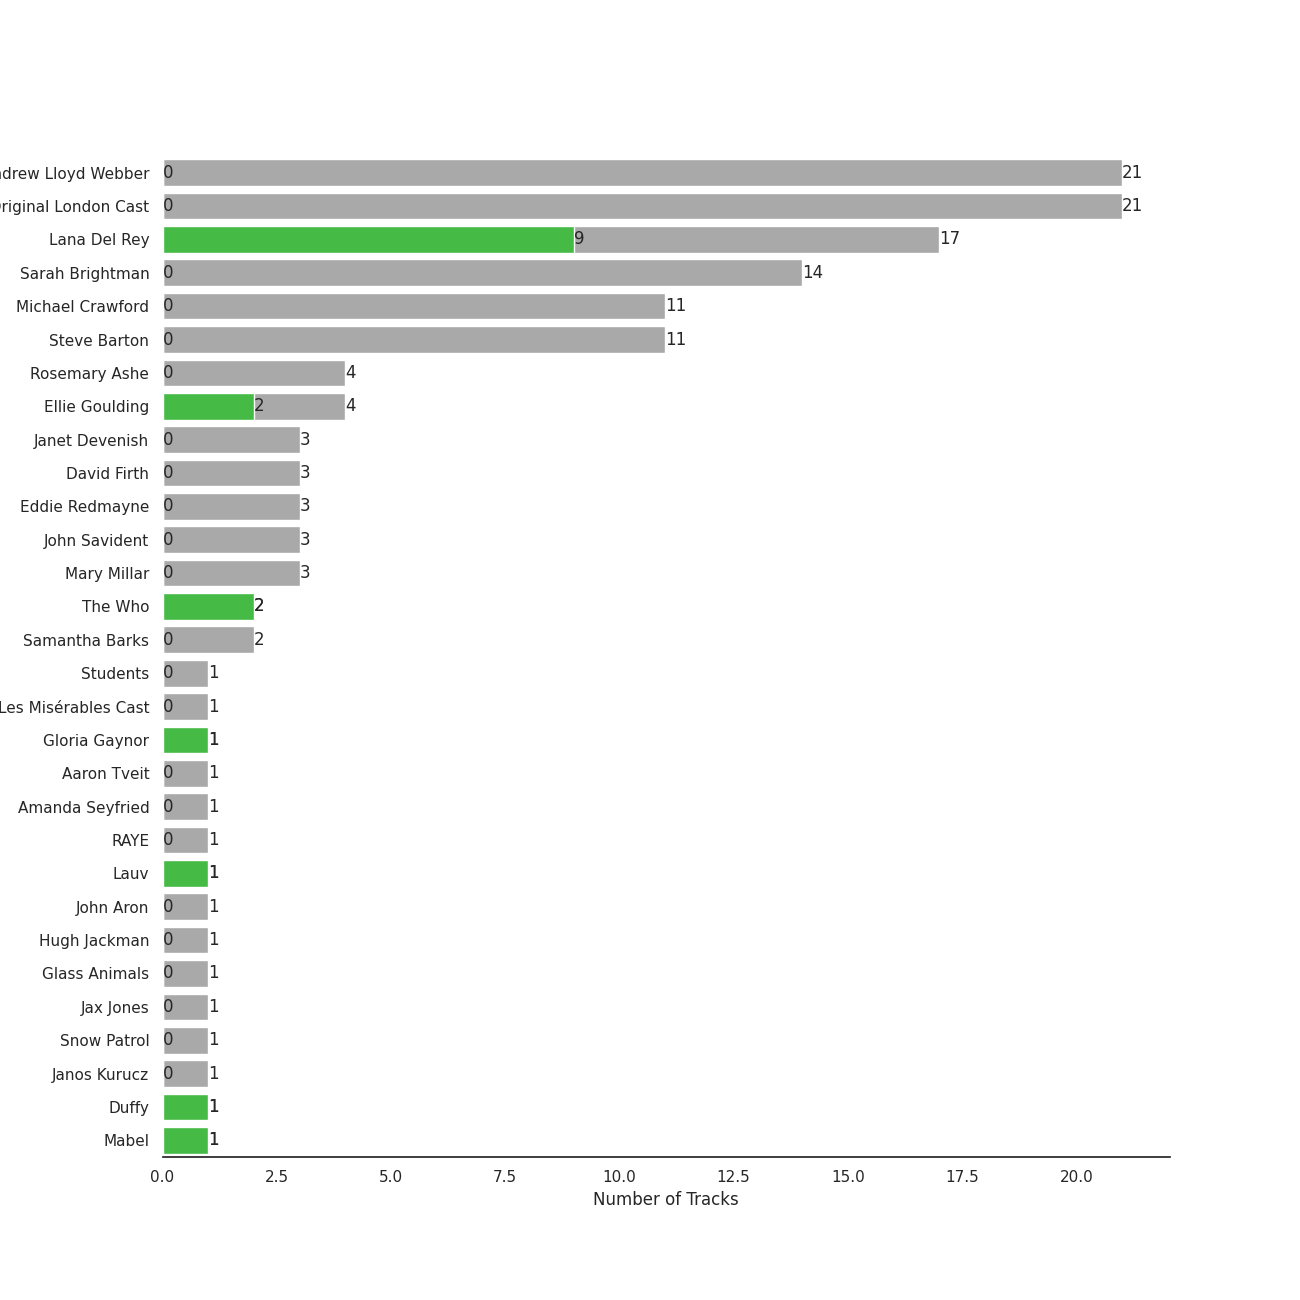 drew Lloyd Webber 0 21
riginal London Cast 0 21
Lana Del Rey 9 17
Sarah Brightman 0 14
Michael Crawford 0 11
Steve Barton 0 11
Rosemary Ashe 0 4
Ellie Goulding 2 4
Janet Devenish 0 3
David Firth 0 3
Eddie Redmayne 0 3
John Savident 0 3
Mary Millar 0 3
The Who 2
Samantha Barks 0 2
Students 0 1
Les Misérables Cast 0 1
Gloria Gaynor 1
Aaron Tveit 0 1
Amanda Seyfried 0 1
RAYE 0 1
Lauv 1
John Aron 0 1
Hugh Jackman 0 1
Glass Animals 0 1
Jax Jones 0 1
Snow Patrol 0 1
Janos Kurucz 0 1
Duffy 1
Mabel 1
0.0 2.5 5.0 7.5 10.0 12.5 15.0 17.5 20.0
Number of Tracks